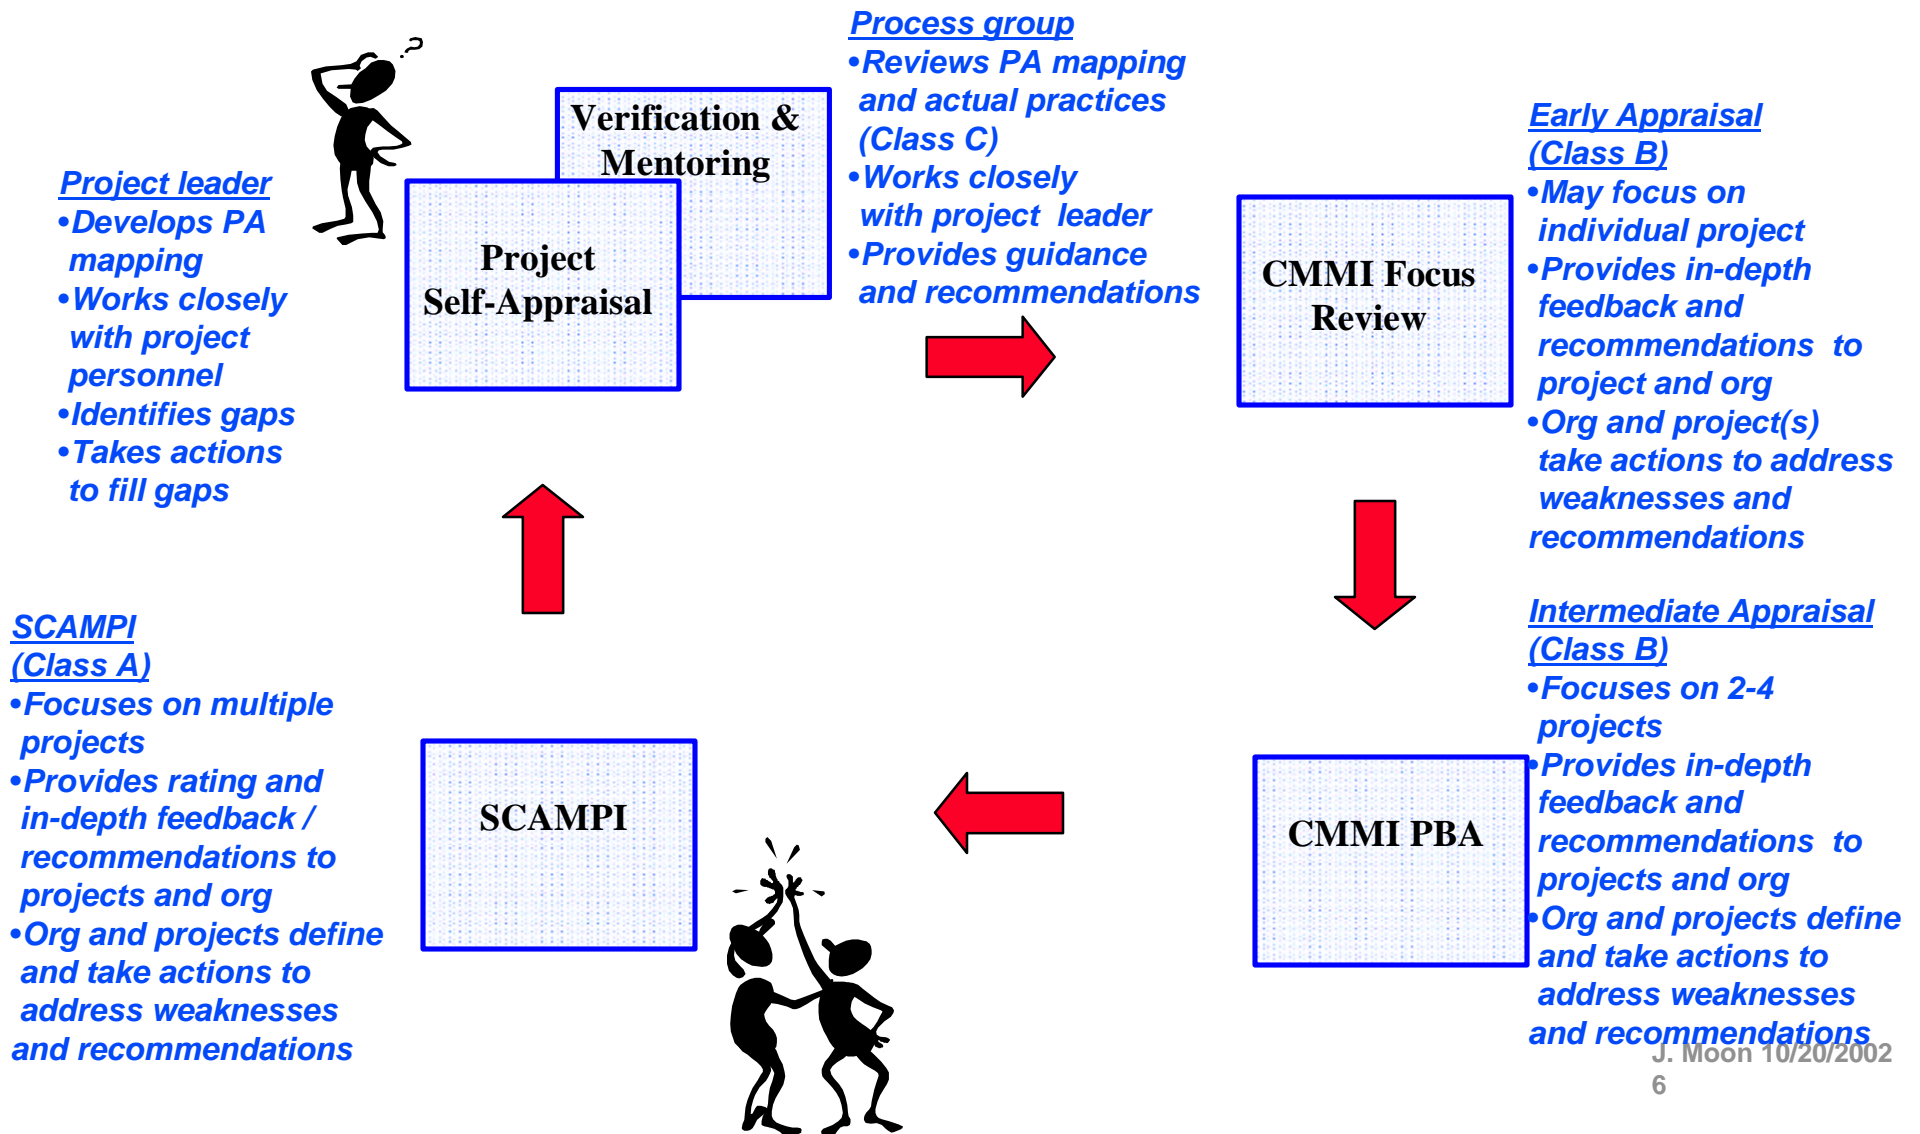 Project leader
•Develops PA
mapping
•Works closely
with project
personnel
•Identifies gaps
•Takes actions
to fill gaps
?
Verification &
Mentoring
Project
Self-Appraisal
Process group
•Reviews PA mapping
and actual practices
(Class C)
•Works closely
with project leader
•Provides guidance
and recommendations
CMMI Focus
Review
Early Appraisal
(Class B)
•May focus on
individual project
•Provides in-depth
feedback and
recommendations to
project and org
•Org and project(s)
take actions to address
weaknesses and
recommendations
Intermediate Appraisal
(Class B)
•Focuses on 2-4
projects
•Provides in-depth
feedback and
recommendations to
projects and org
•Org and projects define
and take actions to
address weaknesses
and recommendations
CMMI PBA
SCAMPI
SCAMPI
(Class A)
•Focuses on multiple
projects
•Provides rating and
in-depth feedback /
recommendations to
projects and org
•Org and projects define
and take actions to
address weaknesses
and recommendations
J. Moon 10/20/2002
6